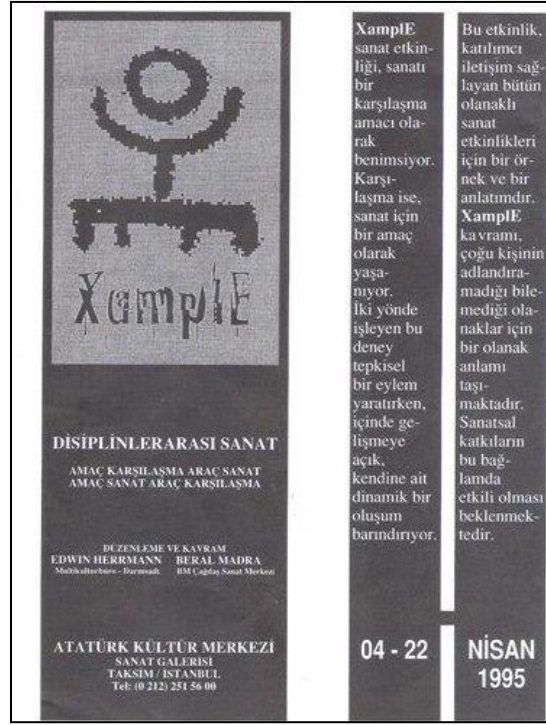 XamplE
DİSİPLİNLERARASI SANAT
AMAÇ KARŞILAŞMA ARAÇ SANAT
AMAÇ SANAT ARAÇ KARŞILAŞMA
DÜZENLEME VE KAVRAM
EDWIN HERRMANN BERAL MADRA
Multikulturbüro - Darmstadt BM Çağdaş Sanat Merkezi
ATATÜRK KÜLTÜR MERKEZİ
SANAT GALERİSİ
TAKSİM / İSTANBUL
Tel: (0 212) 251 56 00
XamplE
sanat etkin-
liği, sanatı
bir
karşılaşma
amacı ola-
rak
benimsiyor.
Karşı-
laşma ise,
sanat için
bir amaç
olarak
yaşa-
nıyor.
İki yönde
işleyen bu
deney
tepkisel
bir eylem
yaratırken,
içinde ge-
lişmeye
açık,
kendine ait
dinamik bir
oluşum
barındırıyor.
Bu etkinlik,
katılımcı
iletişim sağ-
layan bütün
olanaklı
sanat
etkinlikleri
için bir ör-
nek ve bir
anlatımdır.
XamplE
kavramı,
çoğu kişinin
adlandıra-
madığı bile-
mediği ola-
naklar için
bir olanak
anlamı
taşı-
maktadır.
Sanatsal
katkıların
bu bağ-
lamda
etkili olması
beklenmek-
tedir.
04 - 22 NİSAN
1995